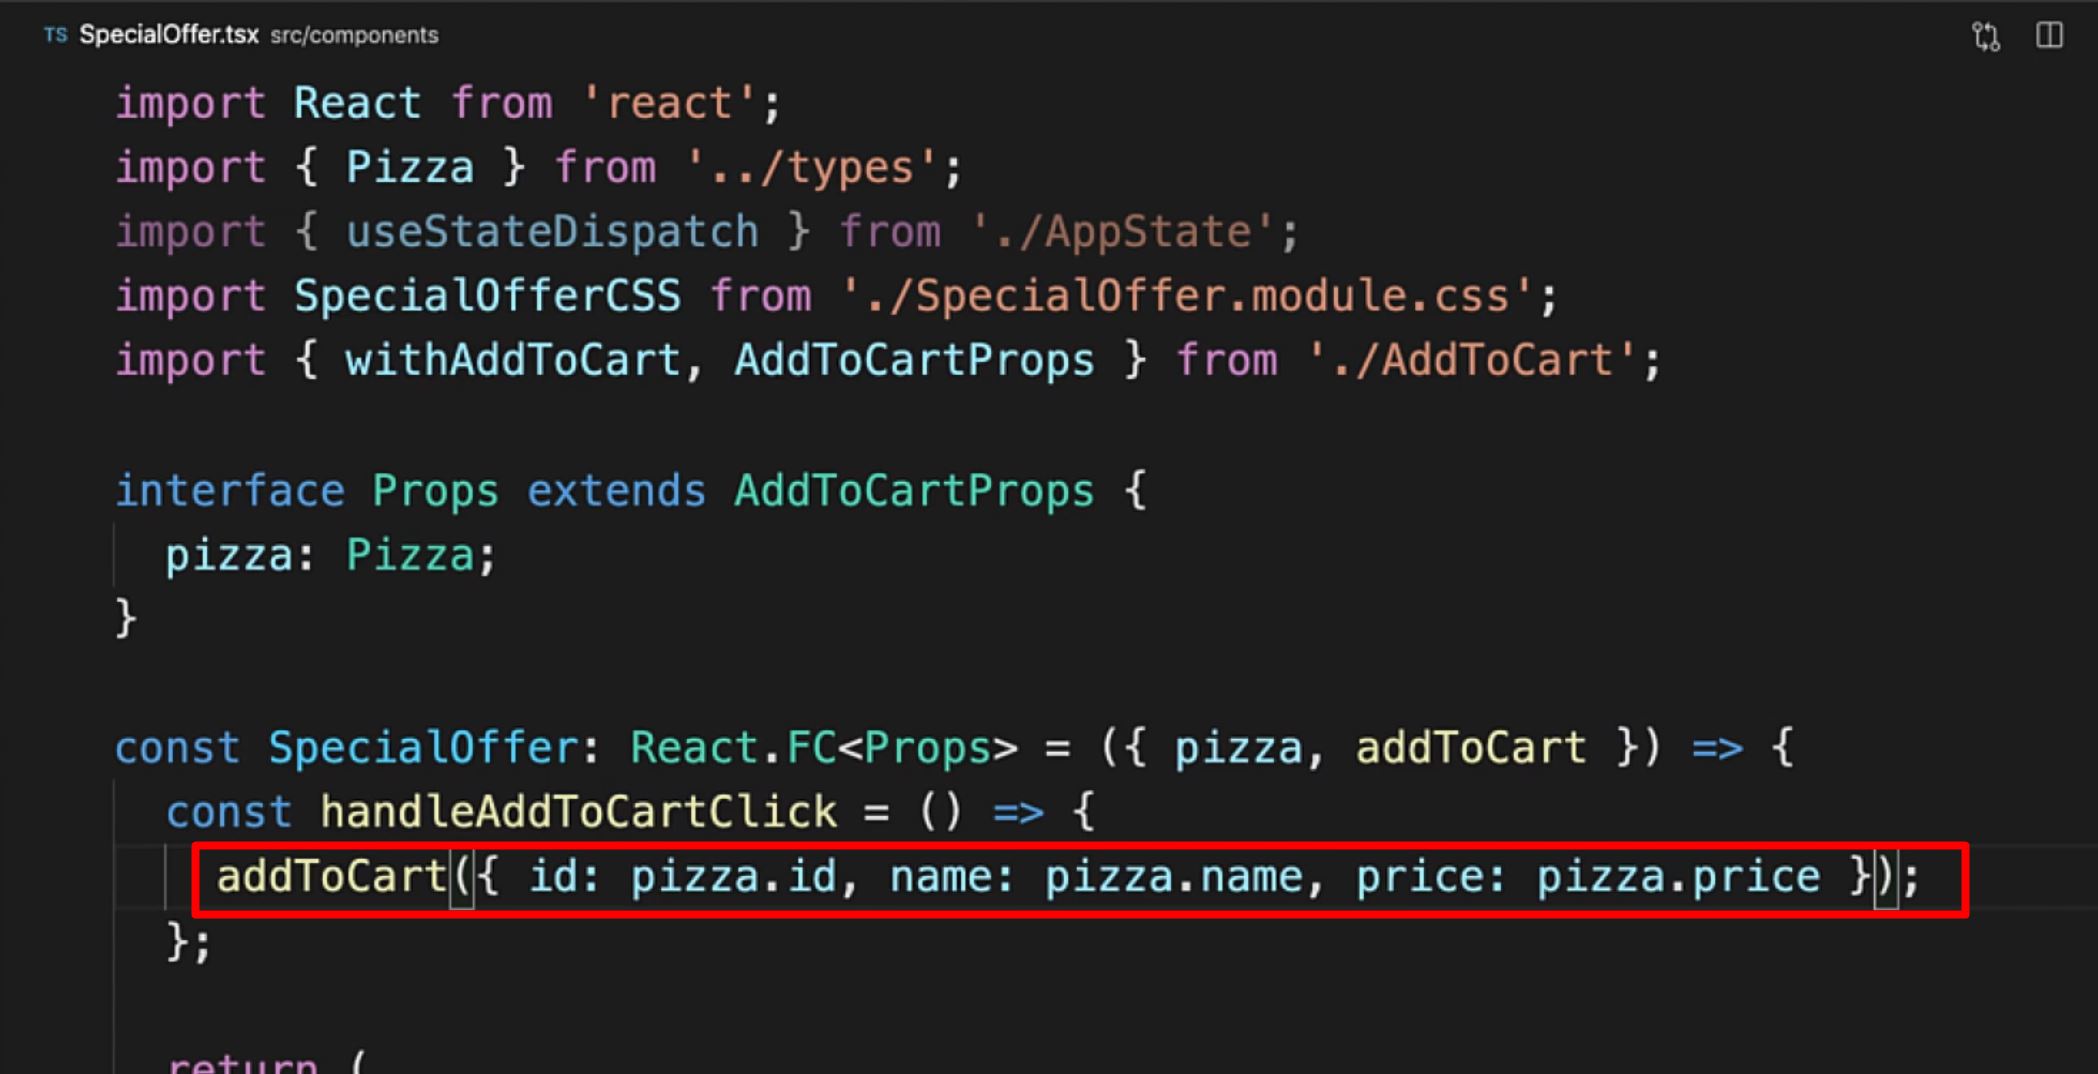 TS SpecialOffer.tsx src/components
import React from 'react';
import { Pizza } from '../types';
import { useStateDispatch } from './AppState';
import SpecialOfferCSS from './SpecialOffer.module.css';
import { withAddToCart, AddToCartProps } from './AddToCart';
interface Props extends AddToCartProps {
pizza: Pizza;
}
const SpecialOffer: React.FC<Props> = ({ pizza, addToCart }) => {
const handleAddToCartClick = () => {
addToCart({ id: pizza.id, name: pizza.name, price: pizza.price });
};
return (